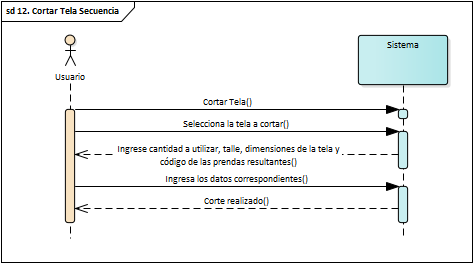 sd 12. Cortar Tela Secuencia
Usuario
Sistema
Cortar Tela()
Selecciona la tela a cortar()
Ingrese cantidad a utilizar, talle, dimensiones de la tela y
código de las prendas resultantes()
Ingresa los datos correspondientes()
Corte realizado()